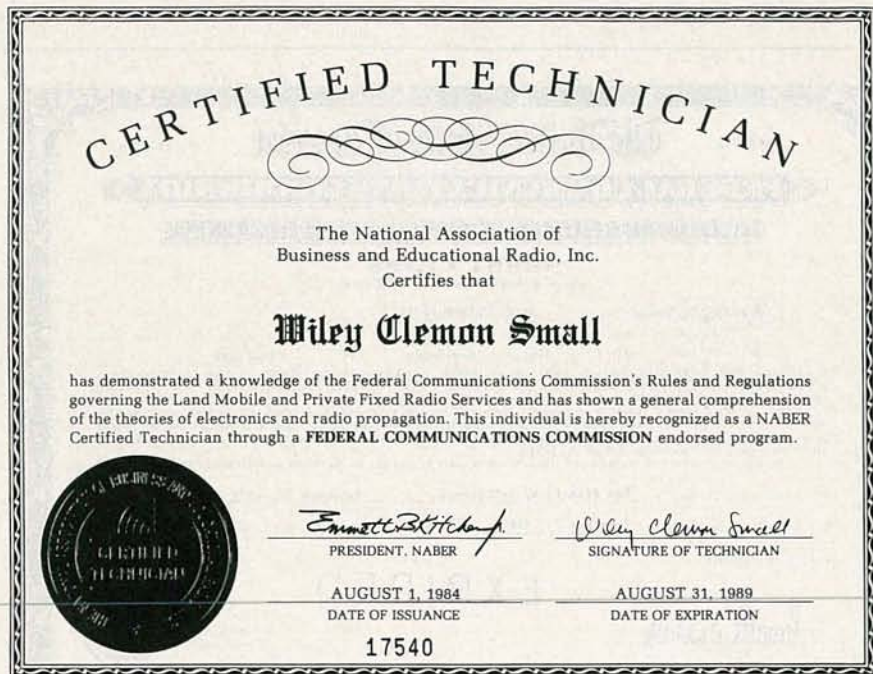 CERTIFIED TECHNICIAN
The National Association of
Business and Educational Radio, Inc.
Certifies that
Wiley Clemon Small
has demonstrated a knowledge of the Federal Communications Commission's Rules and Regulations
governing the Land Mobile and Private Fixed Radio Services and has shown a general comprehension
of the theories of electronics and radio propagation. This individual is hereby recognized as a NABER
Certified Technician through a FEDERAL COMMUNICATIONS COMMISSION endorsed program.
CERTIFIED
TECHNICIAN
Emmett B Kitchen Jr.
Wiley Clemon Small
PRESIDENT, NABER
SIGNATURE OF TECHNICIAN
AUGUST 1, 1984
AUGUST 31, 1989
DATE OF ISSUANCE
DATE OF EXPIRATION
17540